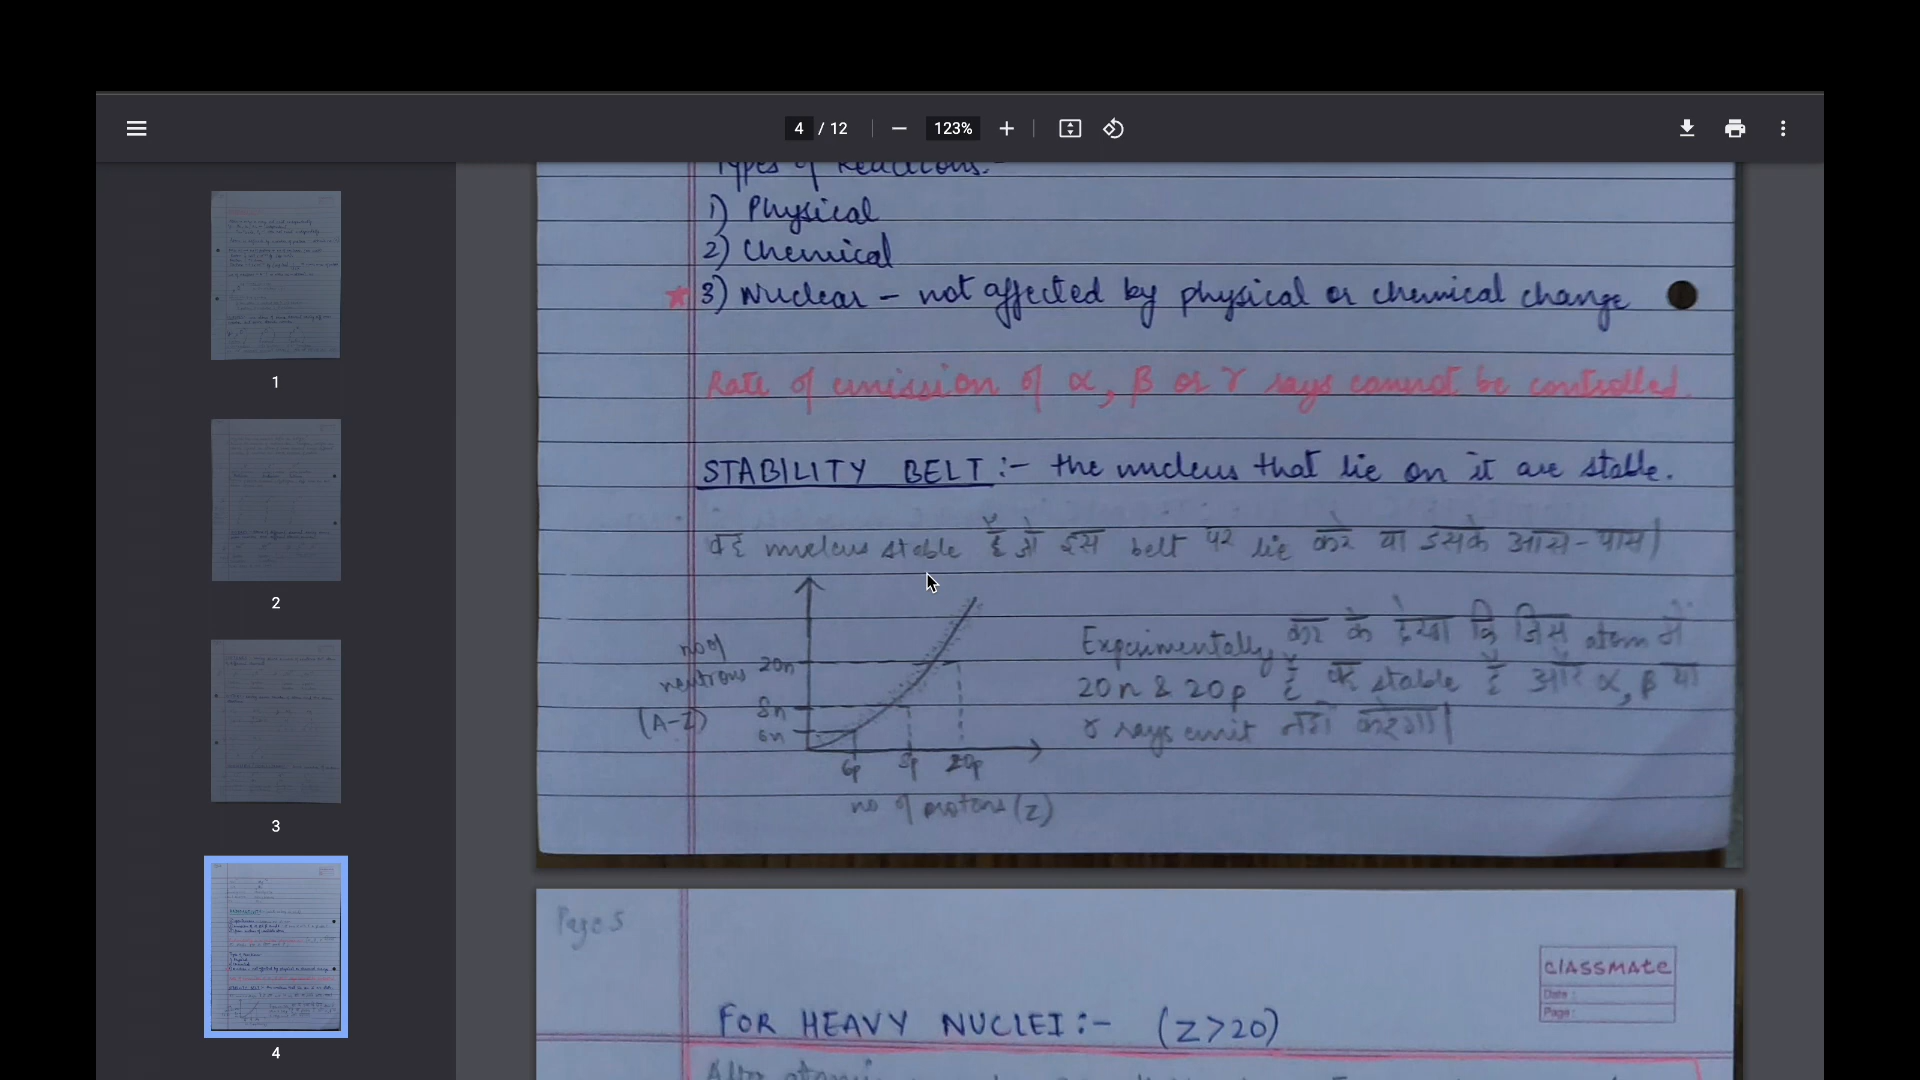 4 / 12
123%
1
2
3
4
Types of Reactions:-
1) Physical
2) Chemical
3) Nuclear - not affected by physical or chemical change
Rate of emission of α, β or γ rays cannot be controlled.
STABILITY BELT :- the nucleus that lie on it are stable.
वह nucleus stable है जो इस belt पर lie करे या इसके आस-पास।
no of
neutrons
(A-Z)
20n
8n
6n
6p 8p 20p
no of protons (Z)
Experimentally कर के देखा कि जिस atom में
20n & 20p है वह stable है और α, β या
γ rays emit नहीं करेगा।
Page 5
classmate
Date :
Page :
FOR HEAVY NUCLEI :- (Z>20)